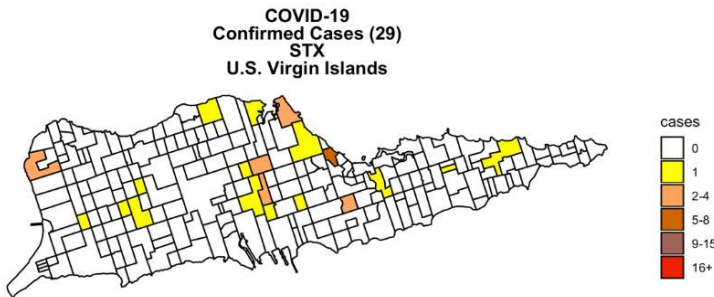 COVID-19
Confirmed Cases (29)
STX
U.S. Virgin Islands
cases
0
1
2-4
5-8
9-15
16+